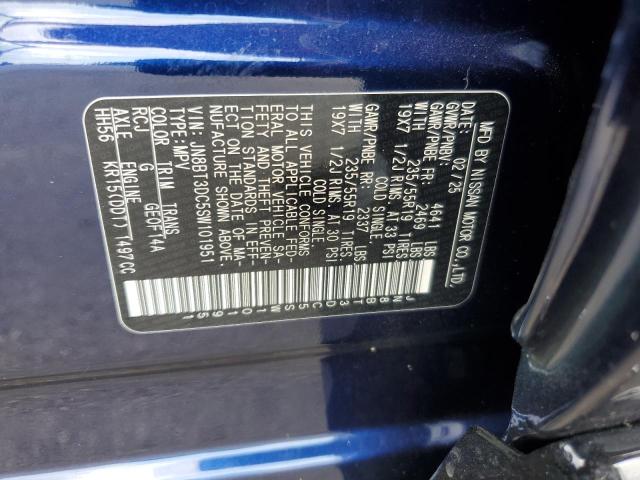 MFD BY NISSAN MOTOR CO.,LTD.
DATE: 02/25
GVWR/PNBV: 4641 LBS
GAWR/PNBE FR: 2469 LBS
WITH 235/55R19 TIRES
19X7 1/2J RIMS AT 33 PSI
COLD SINGLE
GAWR/PNBE RR: 2337 LBS
WITH 235/55R19 TIRES
19X7 1/2J RIMS AT 30 PSI
COLD SINGLE
THIS VEHICLE CONFORMS
TO ALL APPLICABLE FED-
ERAL MOTOR VEHICLE SA-
FETY AND THEFT PREVEN-
TION STANDARDS IN EFF-
ECT ON THE DATE OF MA-
NUFACTURE SHOWN ABOVE.
JN8BT3DC5SW101951
TYPE:MPV
COLOR TRIM TRANS
RCJ G GE0F14A
AXLE ENGINE
HH56 KR15(DDT) 1497CC
JN8BT3DC5SW101951